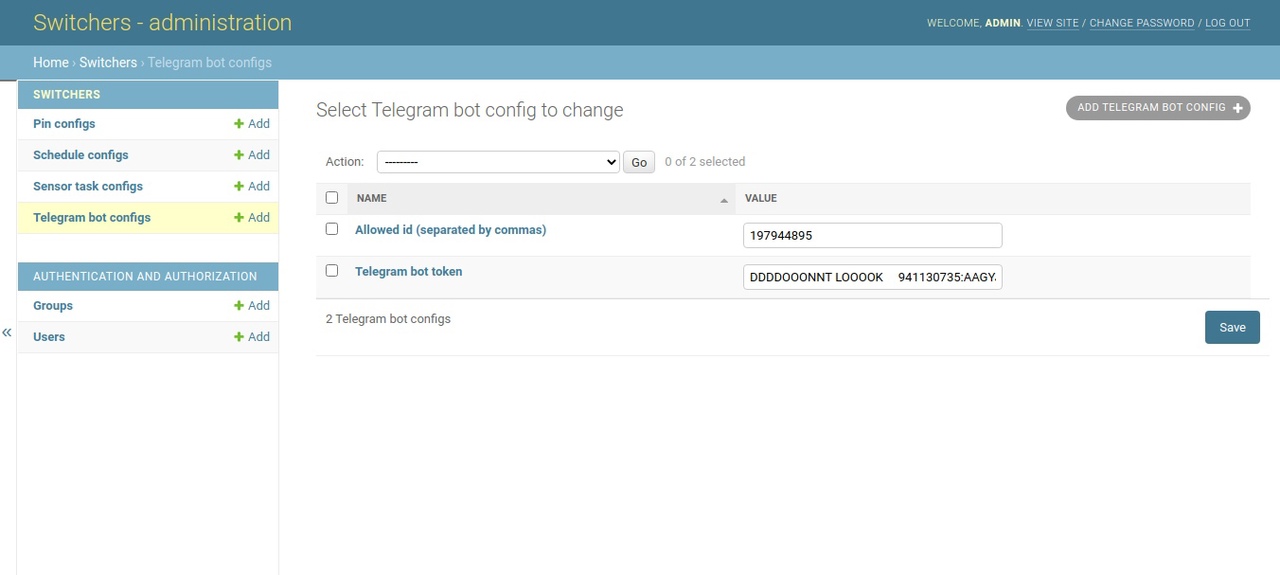 Switchers - administration
WELCOME, ADMIN. VIEW SITE / CHANGE PASSWORD / LOG OUT
Home › Switchers › Telegram bot configs
SWITCHERS
Pin configs Add
Schedule configs Add
Sensor task configs Add
Telegram bot configs Add
AUTHENTICATION AND AUTHORIZATION
Groups Add
Users Add
«
Select Telegram bot config to change
ADD TELEGRAM BOT CONFIG
Action: --------- Go 0 of 2 selected
NAME VALUE
Allowed id (separated by commas) 197944895
Telegram bot token DDDDOOONNT LOOOOK 941130735:AAGY
2 Telegram bot configs
Save